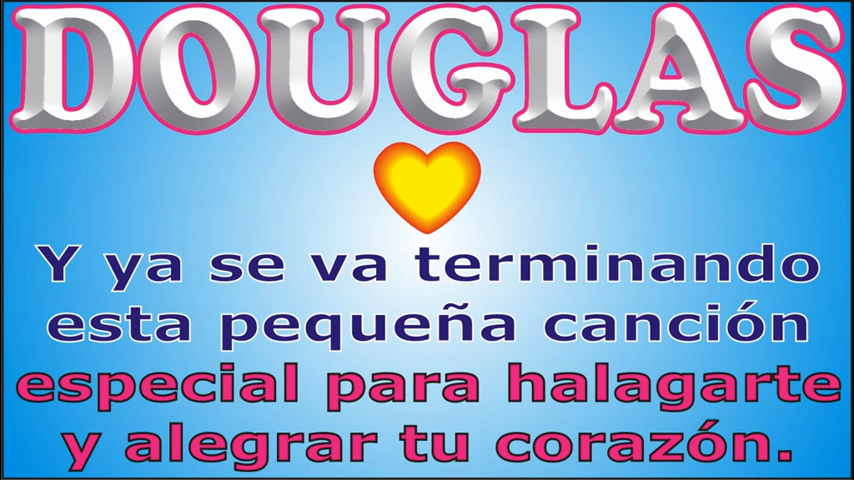 DOUGLAS
Y ya se va terminando
esta pequeña canción
especial para halagarte
y alegrar tu corazón.